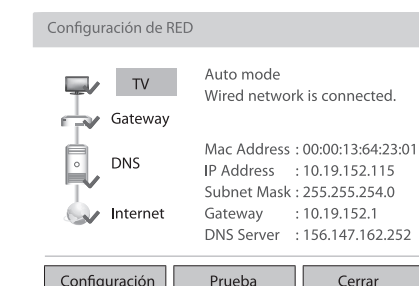 Configuración de RED
TV
Gateway
DNS
Internet
Auto mode
Wired network is connected.
Mac Address : 00:00:13:64:23:01
IP Address : 10.19.152.115
Subnet Mask : 255.255.254.0
Gateway : 10.19.152.1
DNS Server : 156.147.162.252
Configuración
Prueba
Cerrar